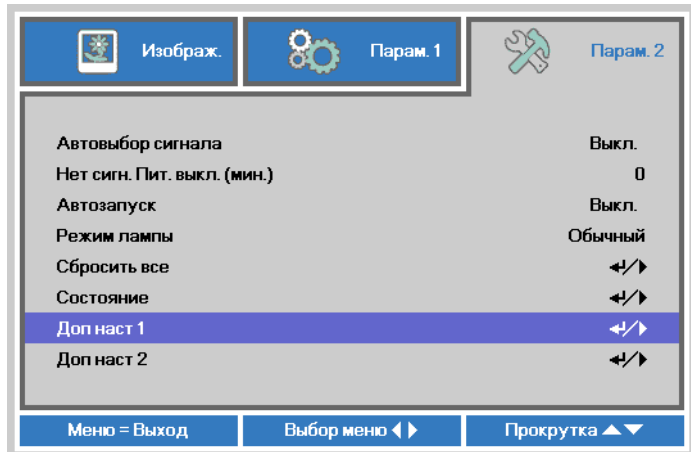 Изображ. Парам. 1 Парам. 2
Автовыбор сигнала Выкл.
Нет сигн. Пит. выкл. (мин.) 0
Автозапуск Выкл.
Режим лампы Обычный
Сбросить все
Состояние
Доп наст 1
Доп наст 2
Меню = Выход Выбор меню Прокрутка